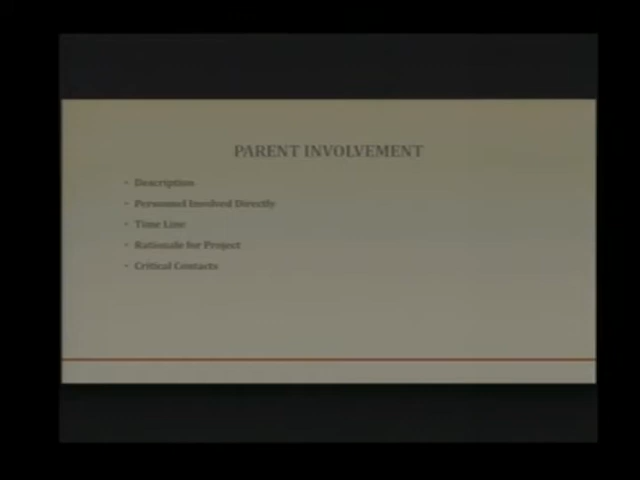 PARENT INVOLVEMENT
• Description
• Personnel Involved Directly
• Time Line
• Rationale for Project
• Critical Contacts